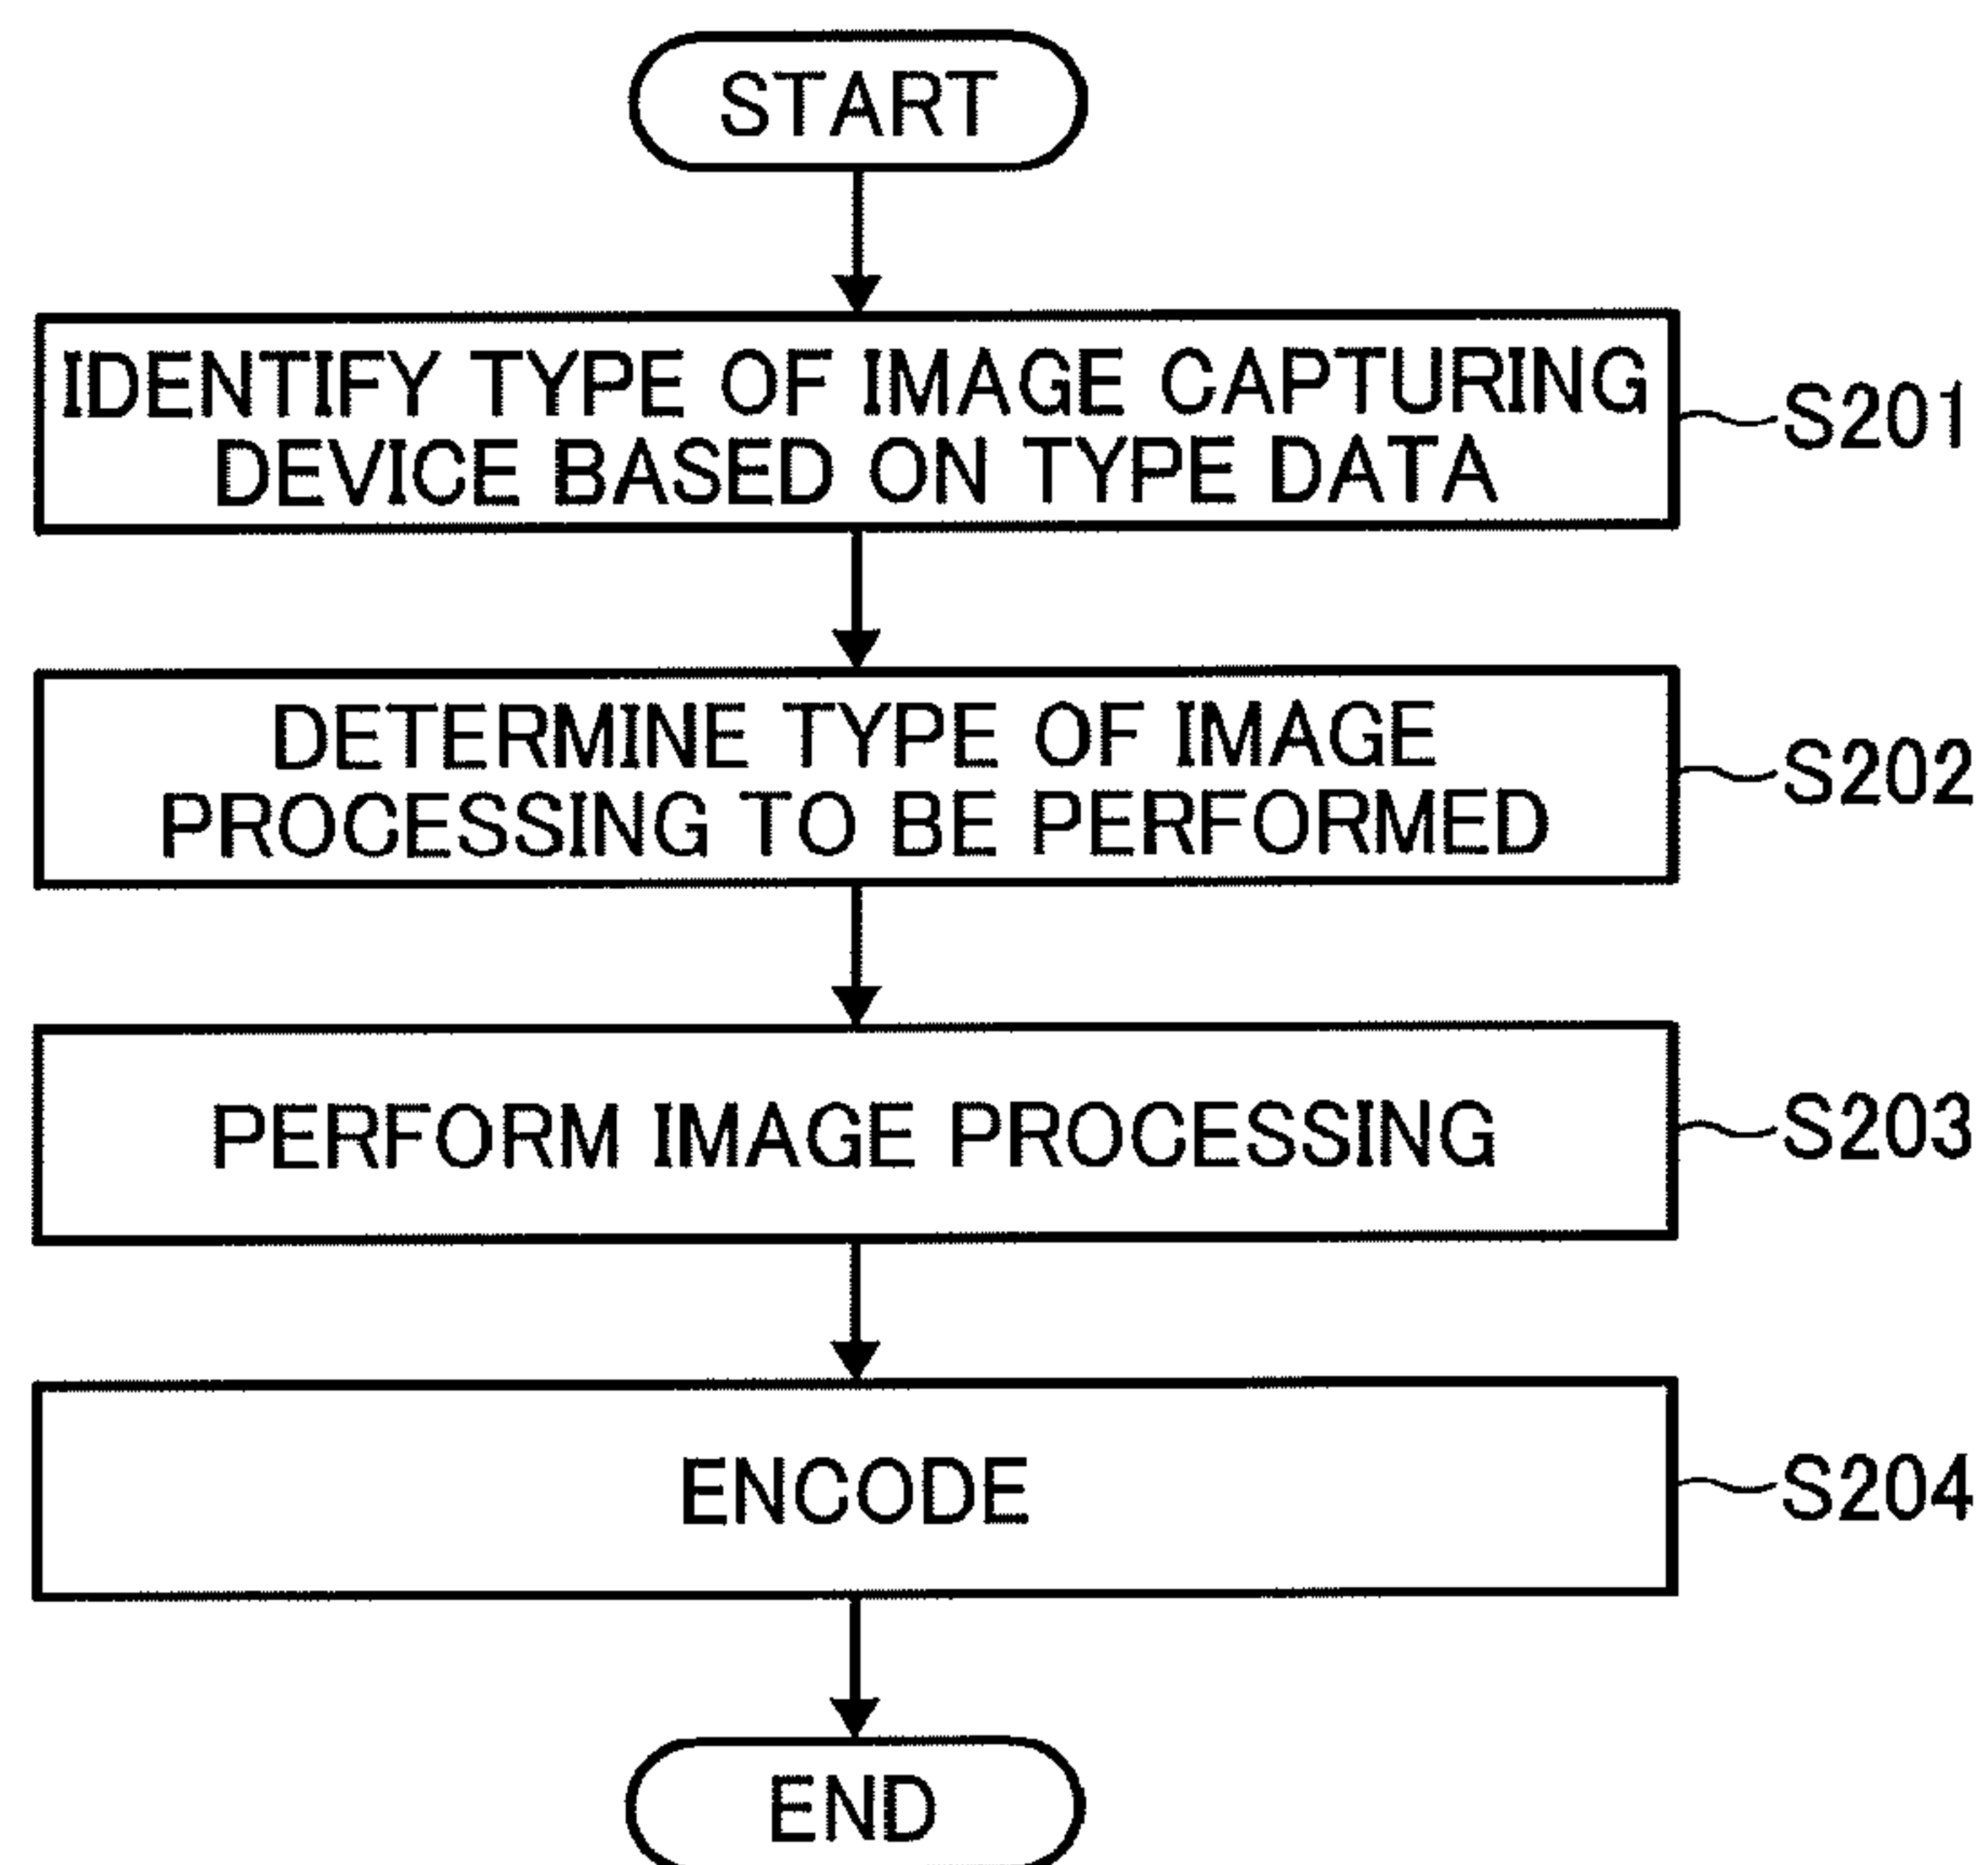 START
IDENTIFY TYPE OF IMAGE CAPTURING
DEVICE BASED ON TYPE DATA
S201
DETERMINE TYPE OF IMAGE
PROCESSING TO BE PERFORMED
S202
PERFORM IMAGE PROCESSING
S203
ENCODE
S204
END